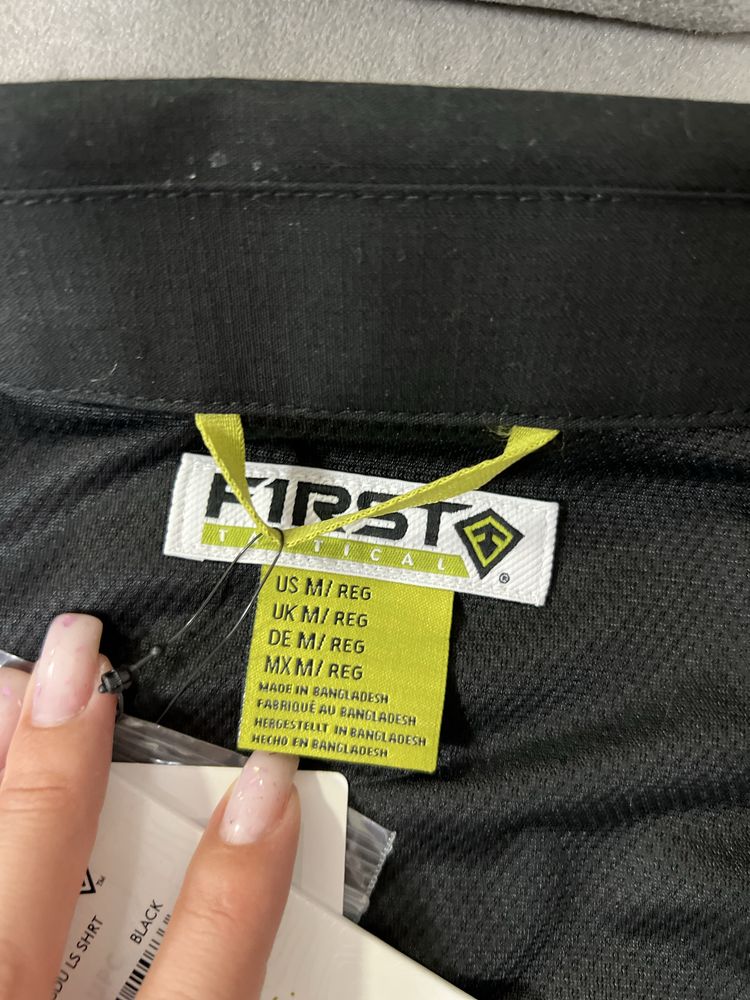 F1RST
TACTICAL
®
US M/ REG
UK M/ REG
DE M/ REG
MX M/ REG
MADE IN BANGLADESH
FABRIQUÉ AU BANGLADESH
HERGESTELLT IN BANGLADESH
HECHO EN BANGLADESH
TM
LS SHRT
BLACK